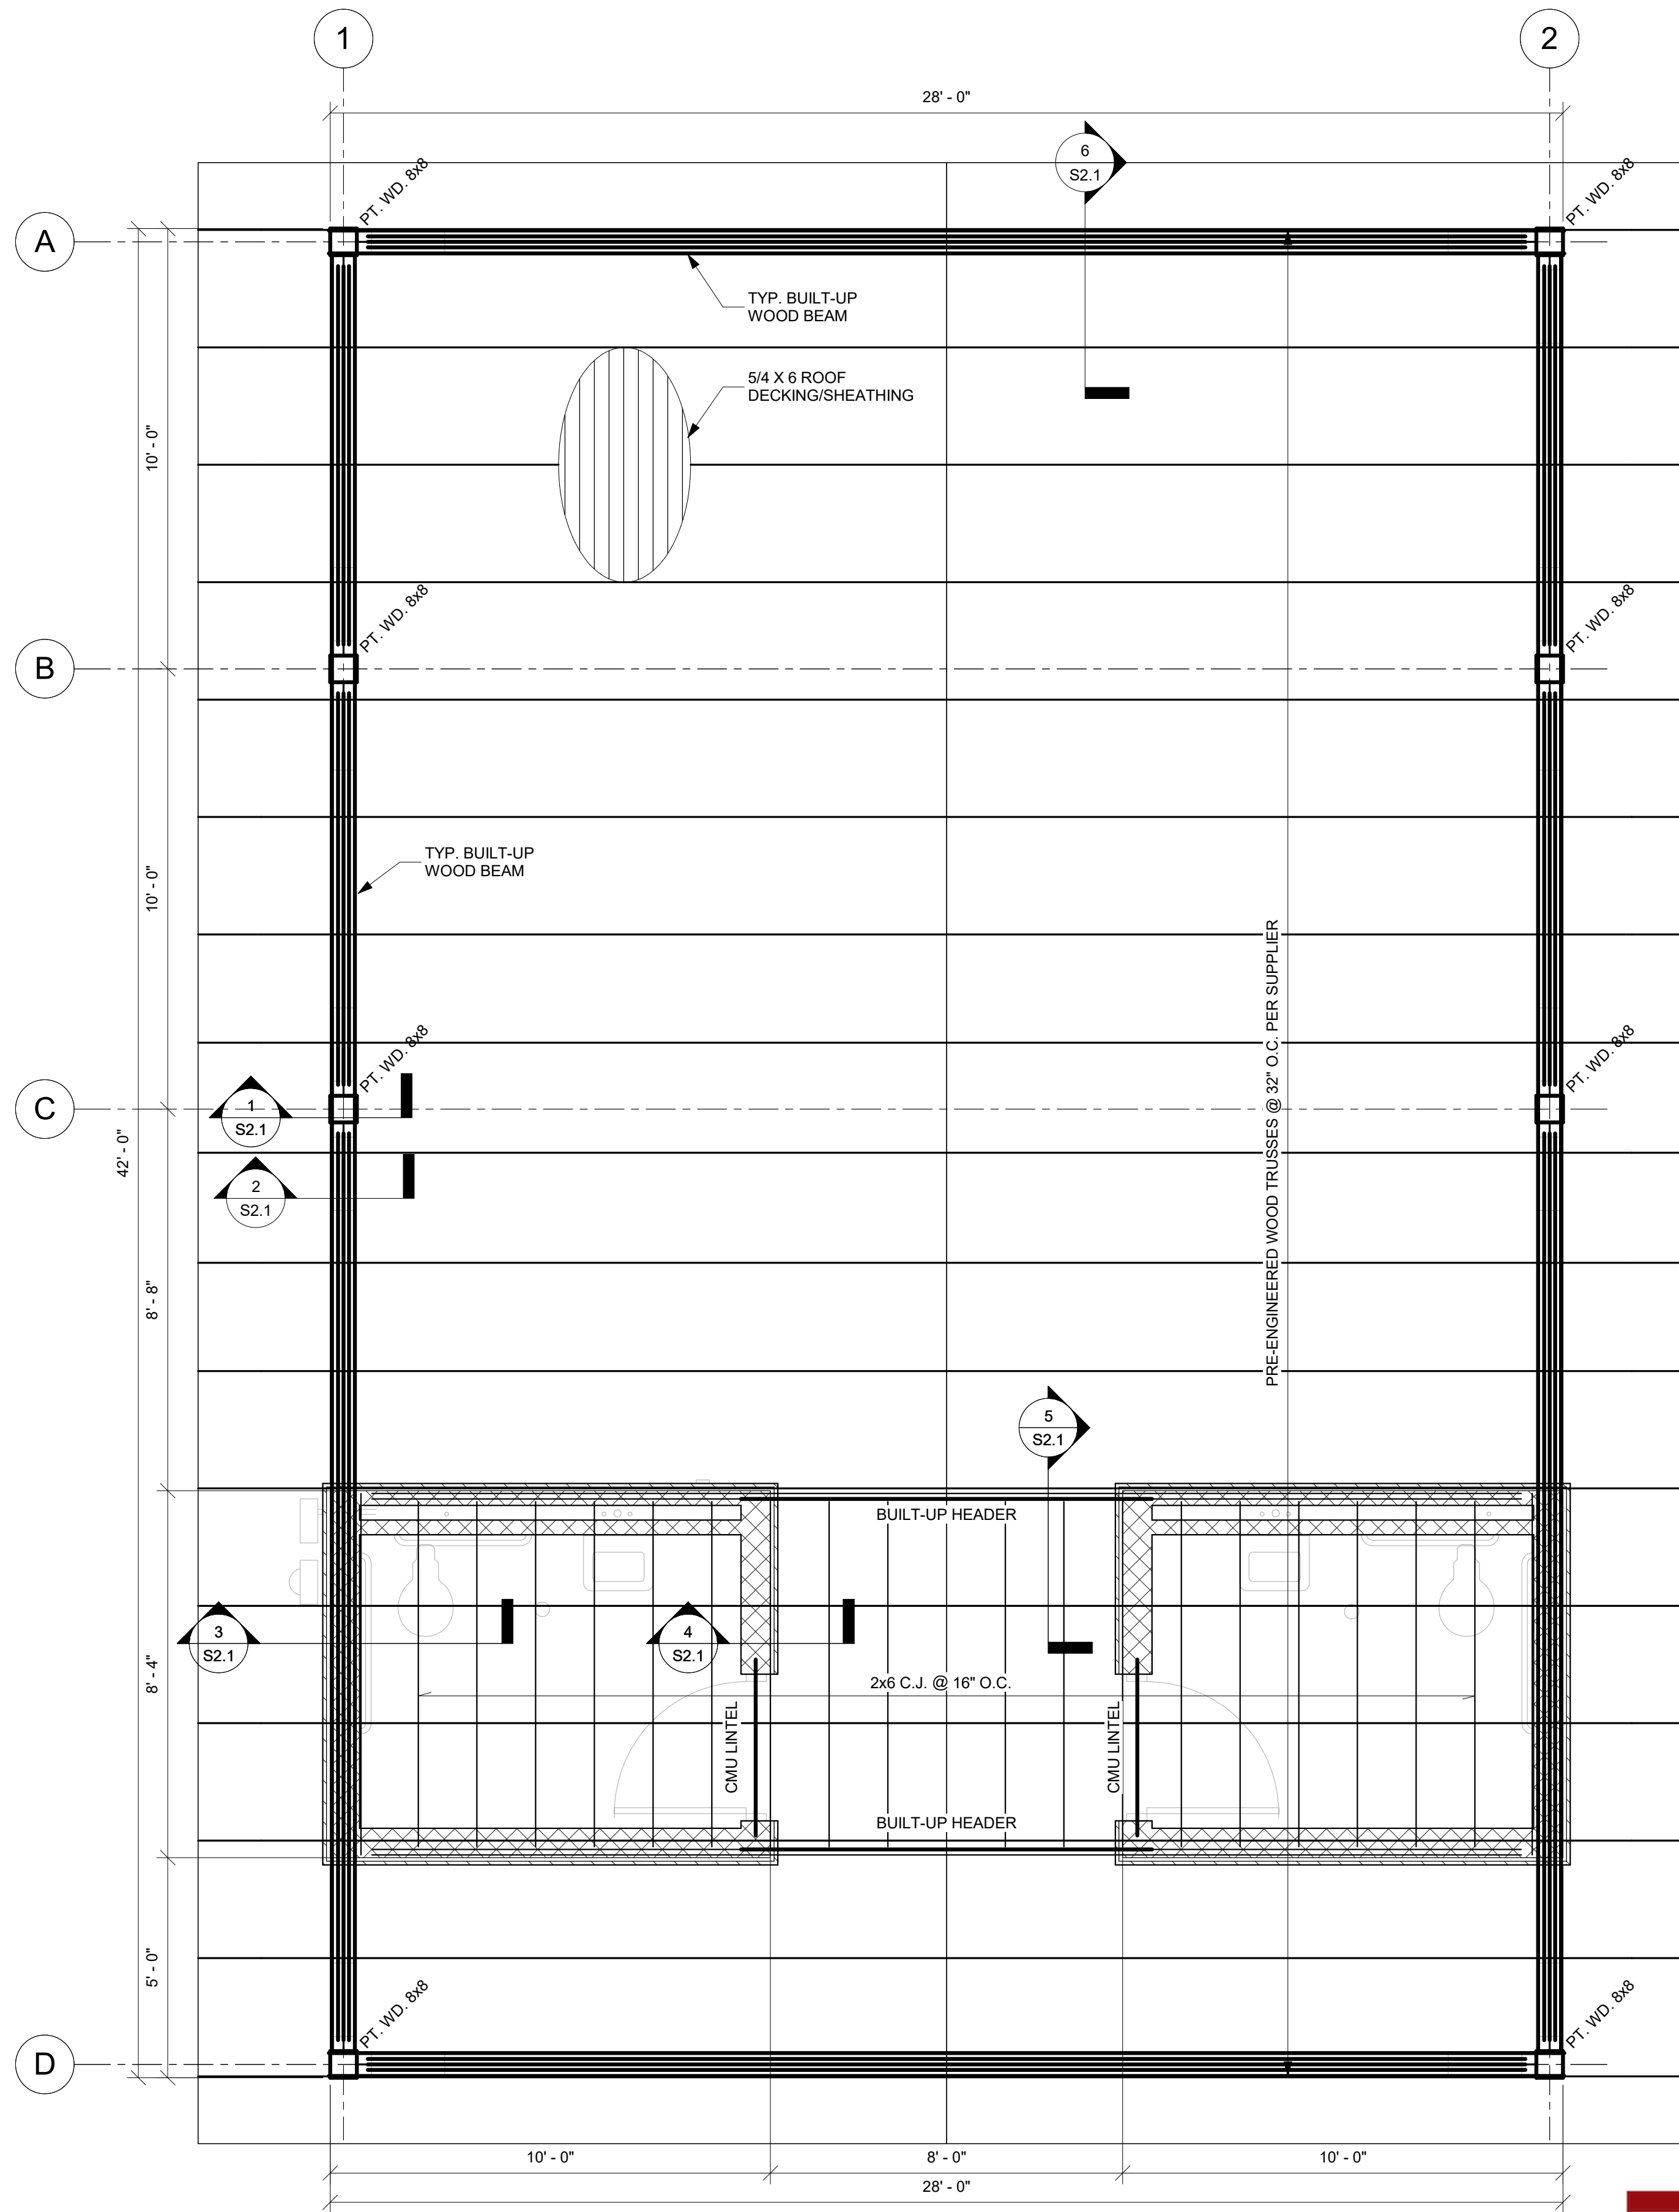 1
2
28' - 0"
6
S2.1
PT. WD. 8x8
PT. WD. 8x8
A
TYP. BUILT-UP
WOOD BEAM
5/4 X 6 ROOF
DECKING/SHEATHING
10' - 0"
PT. WD. 8x8
PT. WD. 8x8
B
TYP. BUILT-UP
WOOD BEAM
10' - 0"
PRE-ENGINEERED WOOD TRUSSES @ 32" O.C. PER SUPPLIER
PT. WD. 8x8
PT. WD. 8x8
C
1
S2.1
42' - 0"
2
S2.1
8' - 8"
5
S2.1
BUILT-UP HEADER
3
S2.1
4
S2.1
8' - 4"
2x6 C.J. @ 16" O.C.
CMU LINTEL
CMU LINTEL
BUILT-UP HEADER
5' - 0"
PT. WD. 8x8
PT. WD. 8x8
D
10' - 0"
8' - 0"
10' - 0"
28' - 0"